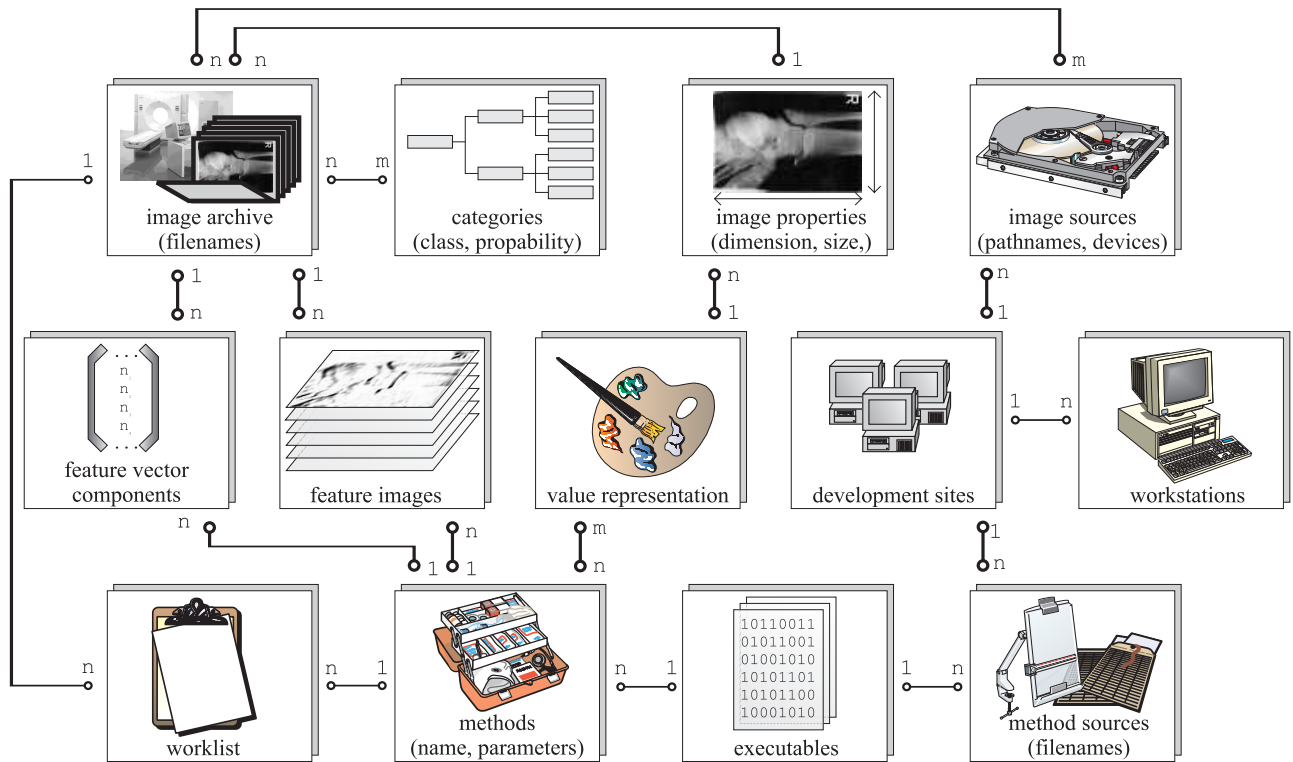 n n 1 m
R
R
1 n m
image archive
(filenames)
categories
(class, propability)
image properties
(dimension, size,)
image sources
(pathnames, devices)
1 1 n n
n n 1 1
. . .
n
n
n
n
. . .
1 n
feature vector
components
feature images
value representation
development sites
workstations
n n m 1
1 1 n n
10110011
01011001
01001010
10101101
10101100
10001010
n n 1 n 1 1 n
worklist
methods
(name, parameters)
executables
method sources
(filenames)